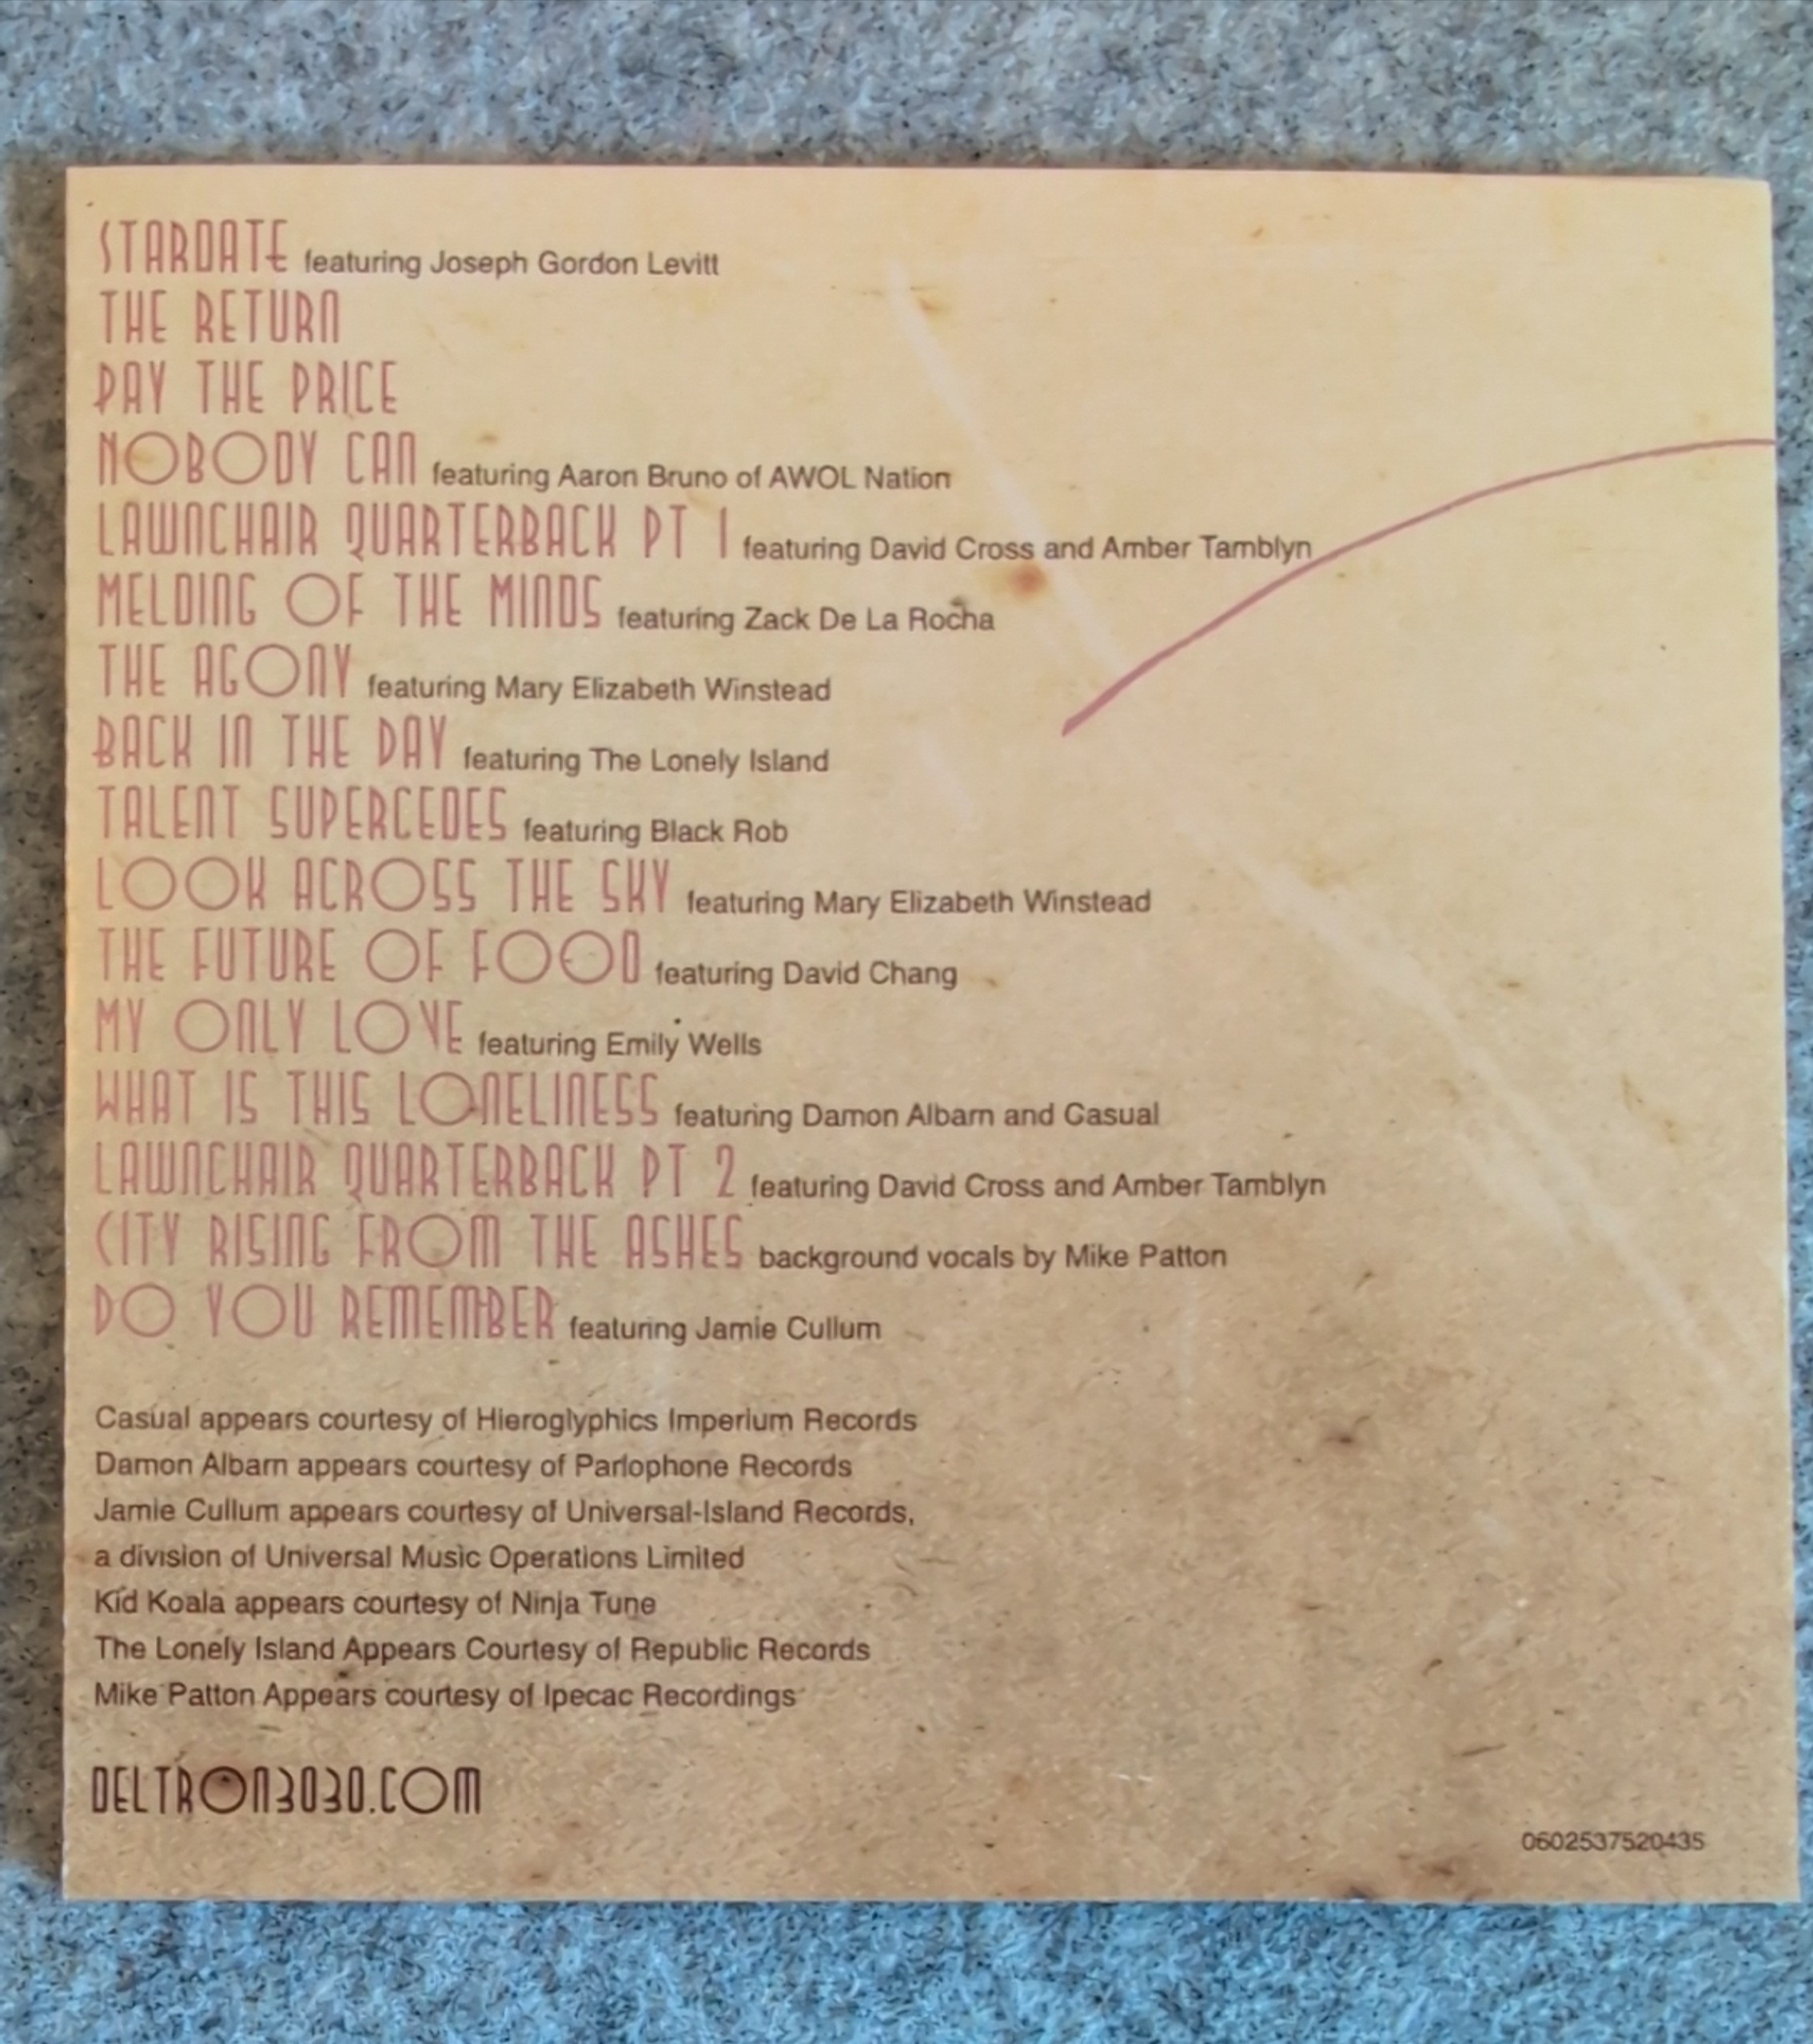 STARDATE featuring Joseph Gordon Levitt
THE RETURN
PAY THE PRICE
NOBODY CAN featuring Aaron Bruno of AWOL Nation
LAWNCHAIR QUARTERBACK PT 1 featuring David Cross and Amber Tamblyn
MELDING OF THE MINDS featuring Zack De La Rocha
THE AGONY featuring Mary Elizabeth Winstead
BACK IN THE DAY featuring The Lonely Island
TALENT SUPERCEDES featuring Black Rob
LOOK ACROSS THE SKY featuring Mary Elizabeth Winstead
THE FUTURE OF FOOD featuring David Chang
MY ONLY LOVE featuring Emily Wells
WHAT IS THIS LONELINESS featuring Damon Albarn and Casual
LAWNCHAIR QUARTERBACK PT 2 featuring David Cross and Amber Tamblyn
CITY RISING FROM THE ASHES background vocals by Mike Patton
DO YOU REMEMBER featuring Jamie Cullum
Casual appears courtesy of Hieroglyphics Imperium Records
Damon Albarn appears courtesy of Parlophone Records
Jamie Cullum appears courtesy of Universal-Island Records,
a division of Universal Music Operations Limited
Kid Koala appears courtesy of Ninja Tune
The Lonely Island Appears Courtesy of Republic Records
Mike Patton Appears courtesy of Ipecac Recordings
DELTRON3030.COM
0602537520435